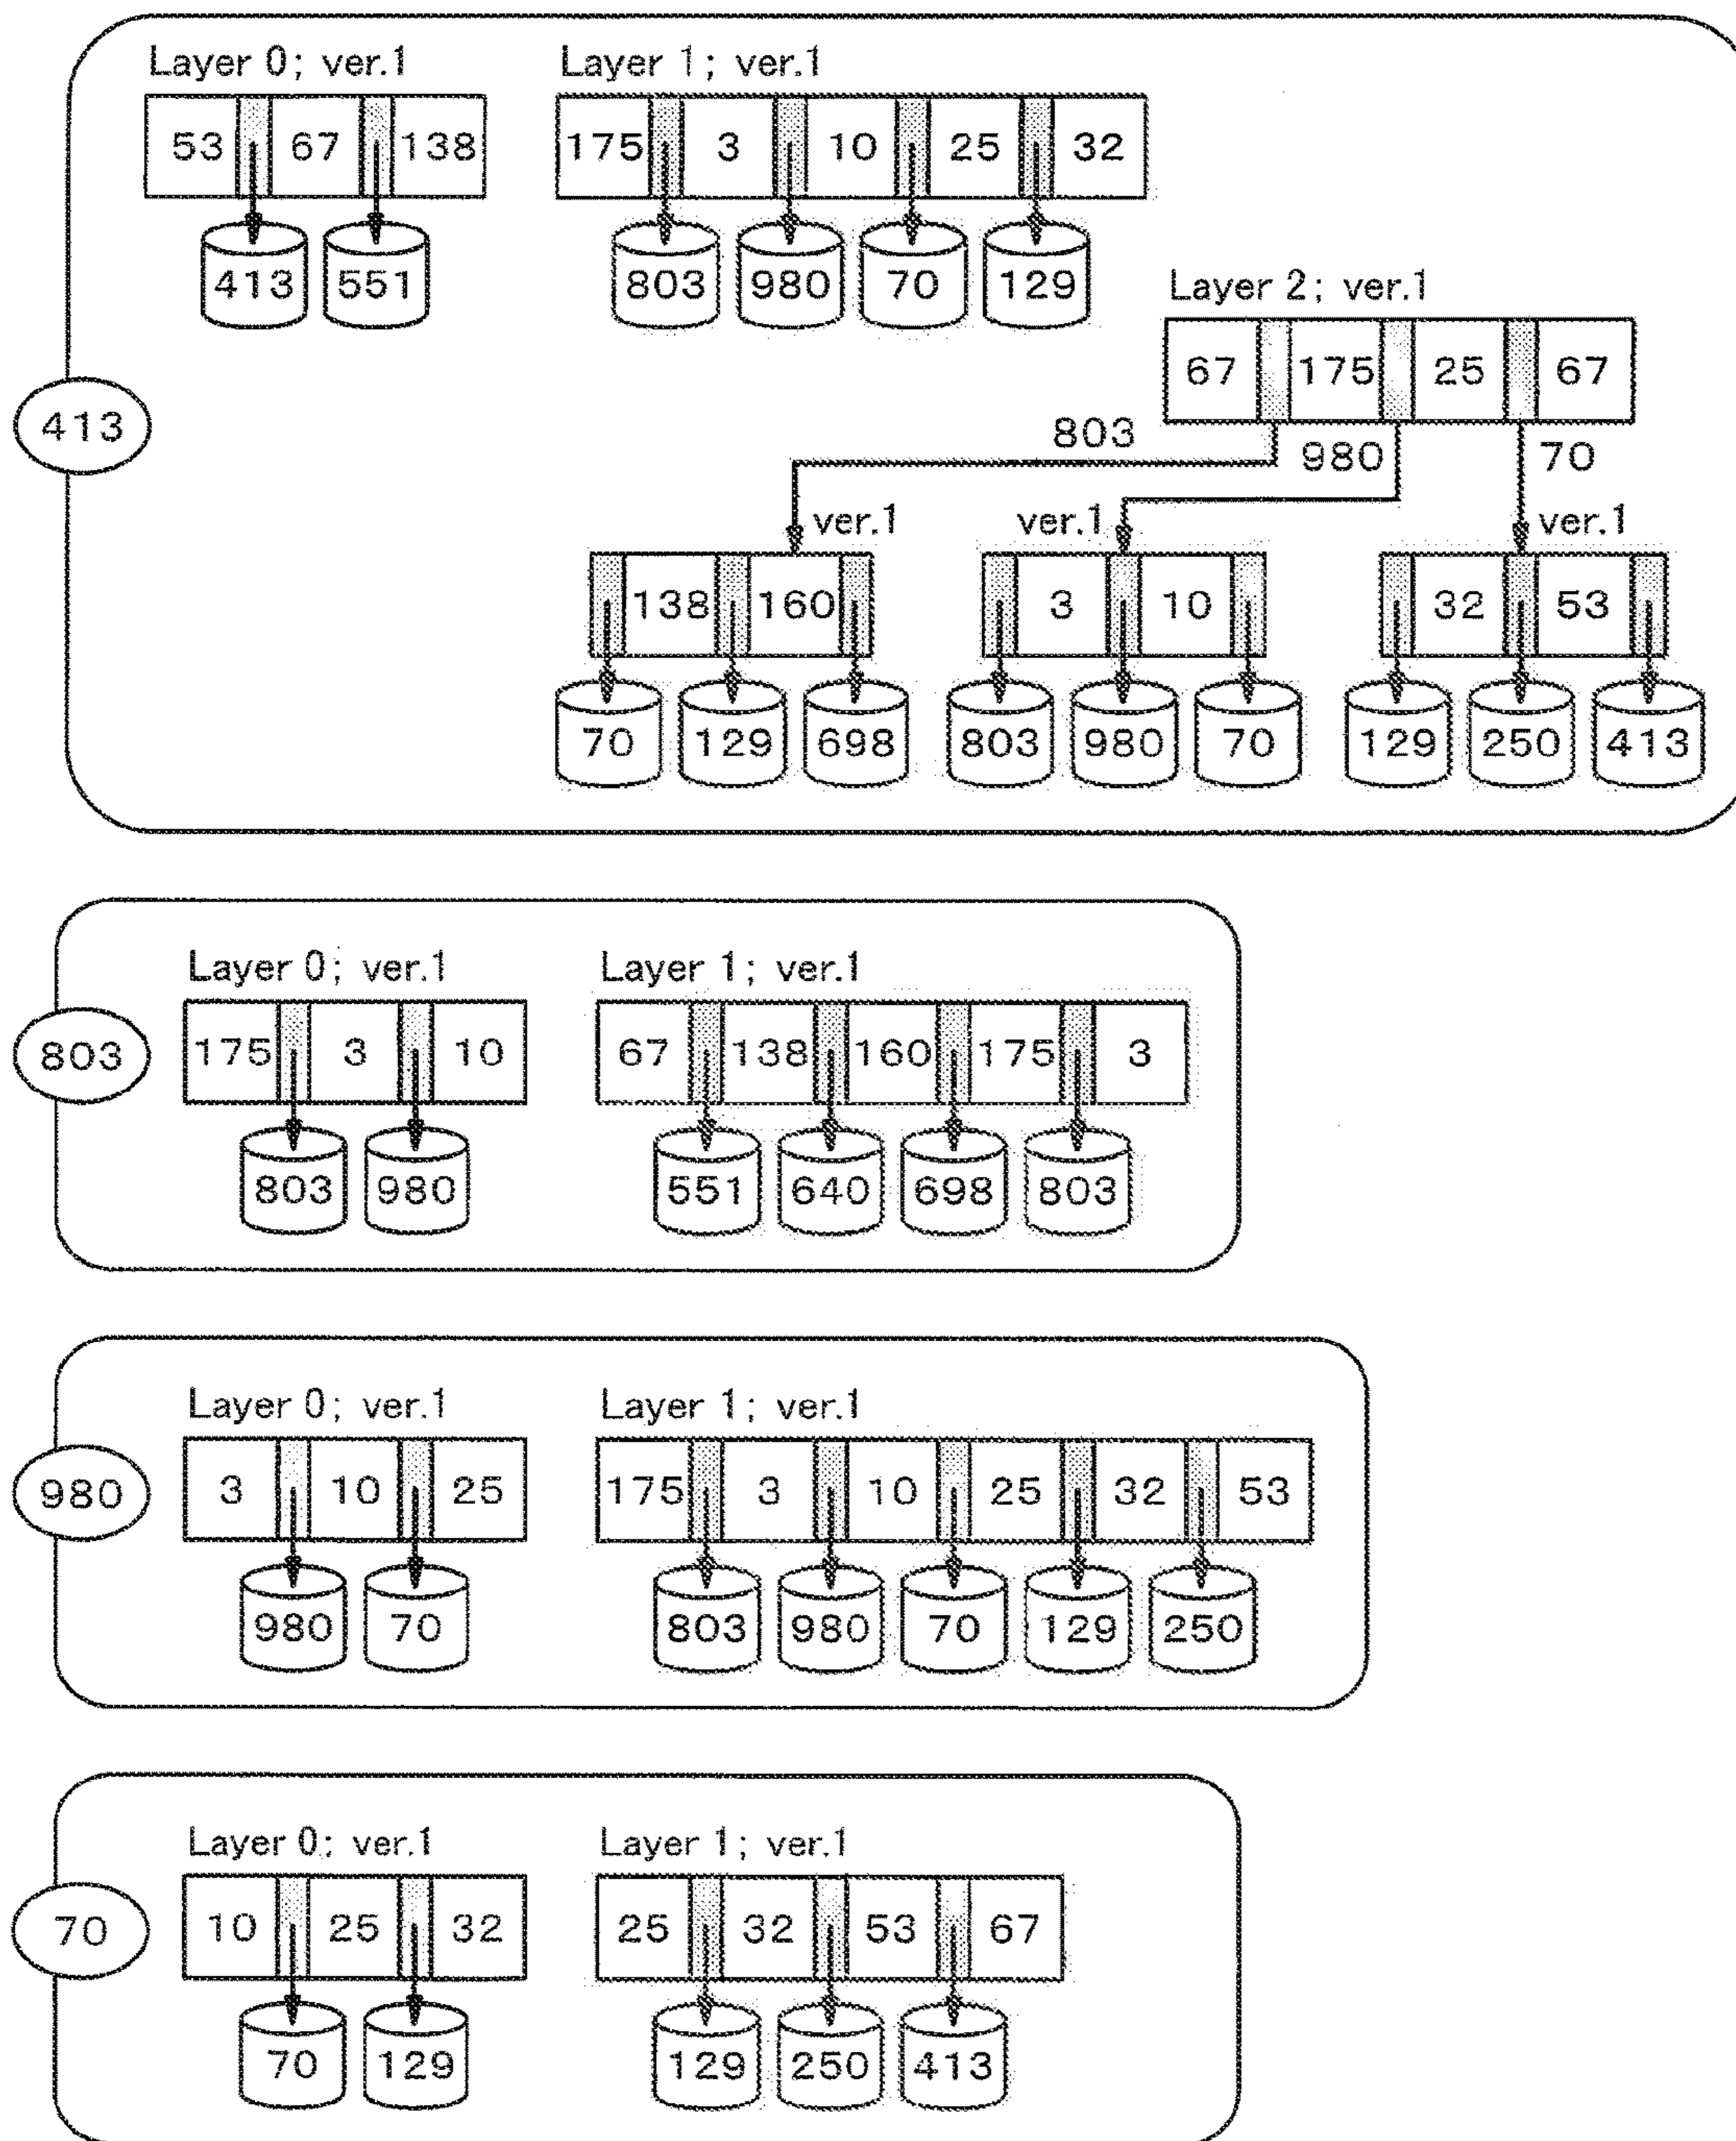 Layer 0; ver.1
Layer 1; ver.1
53 67 138
175 3 10 25 32
413 551
803 980 70 129
Layer 2; ver.1
67 175 25 67
413
803
980
70
ver.1
ver.1
ver.1
138 160
3 10
32 53
70 129 698
803 980 70
129 250 413
Layer 0; ver.1
Layer 1; ver.1
803
175 3 10
67 138 160 175 3
803 980
551 640 698 803
Layer 0; ver.1
Layer 1; ver.1
980
3 10 25
175 3 10 25 32 53
980 70
803 980 70 129 250
Layer 0; ver.1
Layer 1; ver.1
70
10 25 32
25 32 53 67
70 129
129 250 413